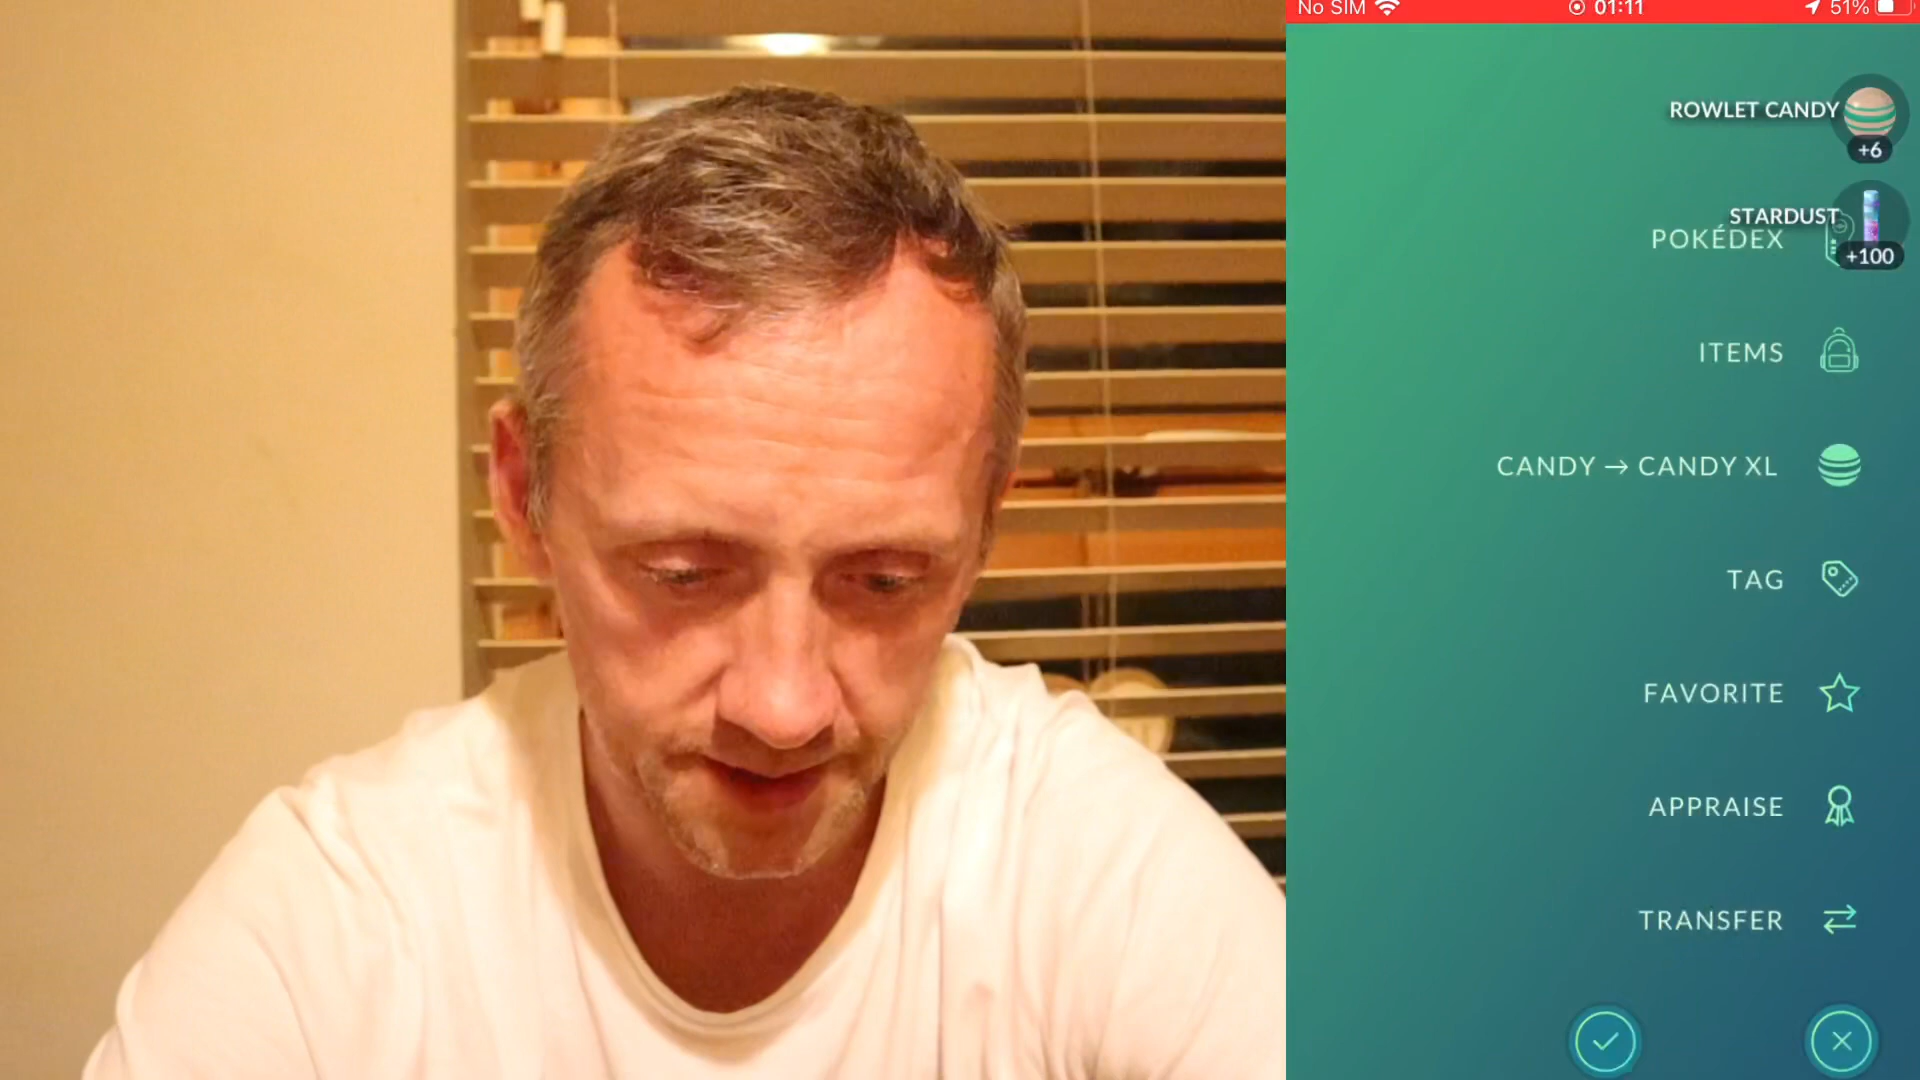 No SIM 01:11 51%
ROWLET CANDY
+6
STARDUST
POKÉDEX
+100
ITEMS
CANDY → CANDY XL
TAG
FAVORITE
APPRAISE
TRANSFER